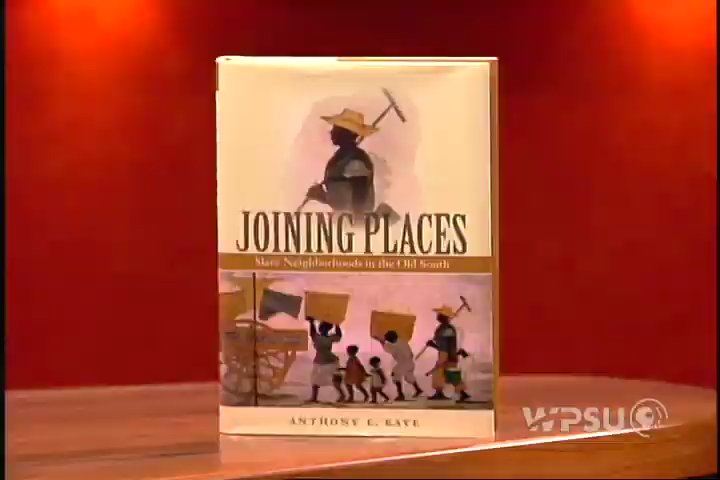 JOINING PLACES
Slave Neighborhoods in the Old South
ANTHONY E. KAYE
WPSU